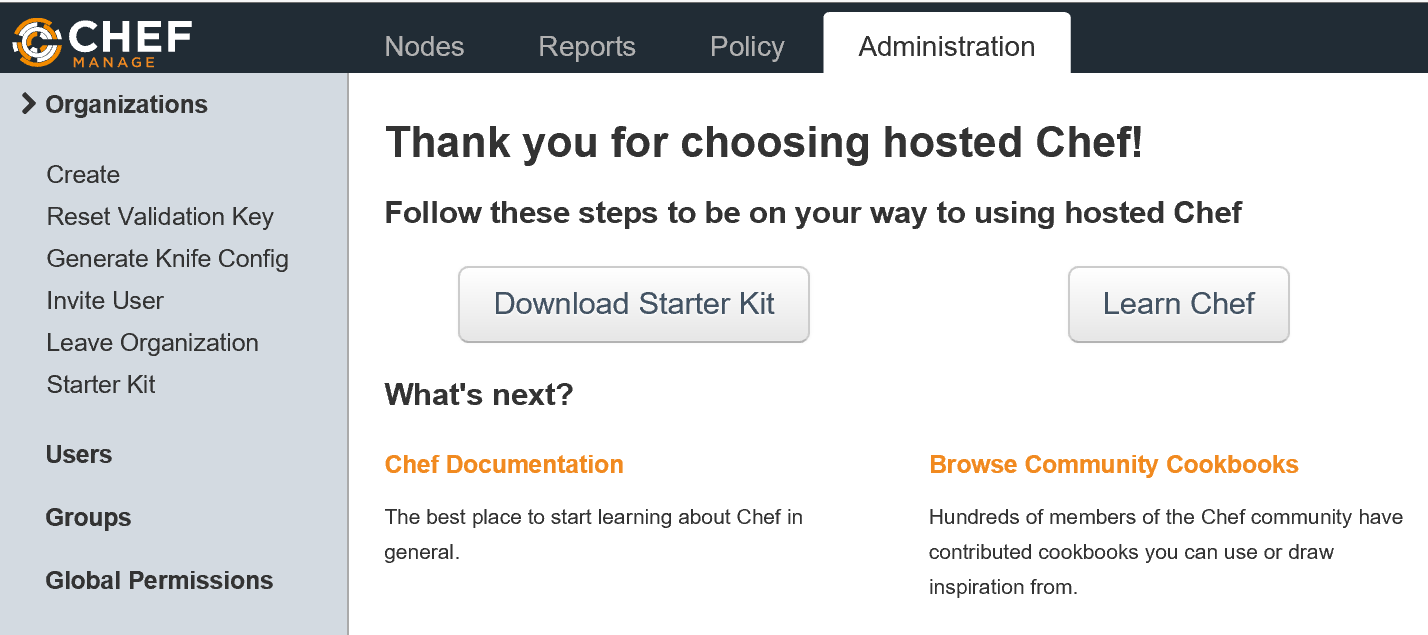 CHEF
MANAGE
Nodes Reports Policy Administration
Organizations
Create
Reset Validation Key
Generate Knife Config
Invite User
Leave Organization
Starter Kit
Users
Groups
Global Permissions
Thank you for choosing hosted Chef!
Follow these steps to be on your way to using hosted Chef
Download Starter Kit
Learn Chef
What's next?
Chef Documentation
The best place to start learning about Chef in
general.
Browse Community Cookbooks
Hundreds of members of the Chef community have
contributed cookbooks you can use or draw
inspiration from.